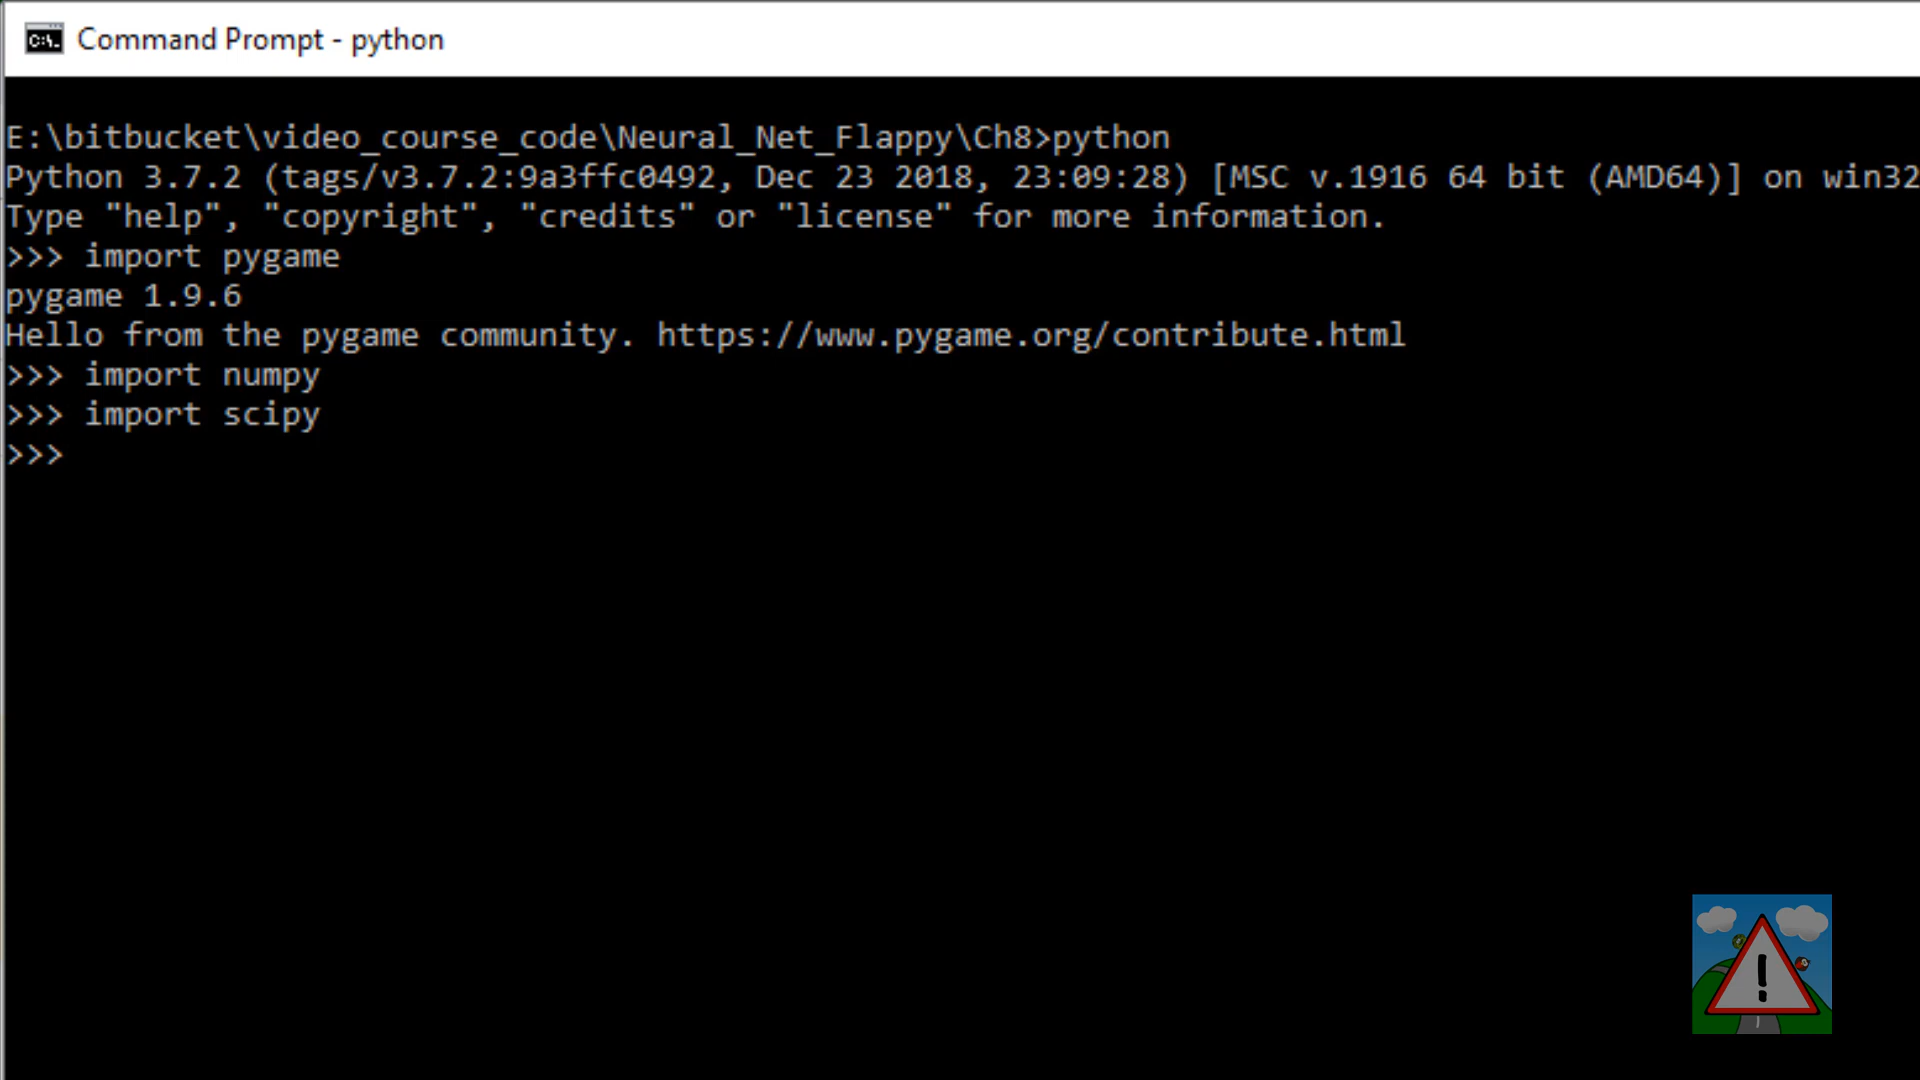 Command Prompt - python
E:\bitbucket\video_course_code\Neural_Net_Flappy\Ch8>python
Python 3.7.2 (tags/v3.7.2:9a3ffc0492, Dec 23 2018, 23:09:28) [MSC v.1916 64 bit (AMD64)] on win32
Type "help", "copyright", "credits" or "license" for more information.
>>> import pygame
pygame 1.9.6
Hello from the pygame community. https://www.pygame.org/contribute.html
>>> import numpy
>>> import scipy
>>>